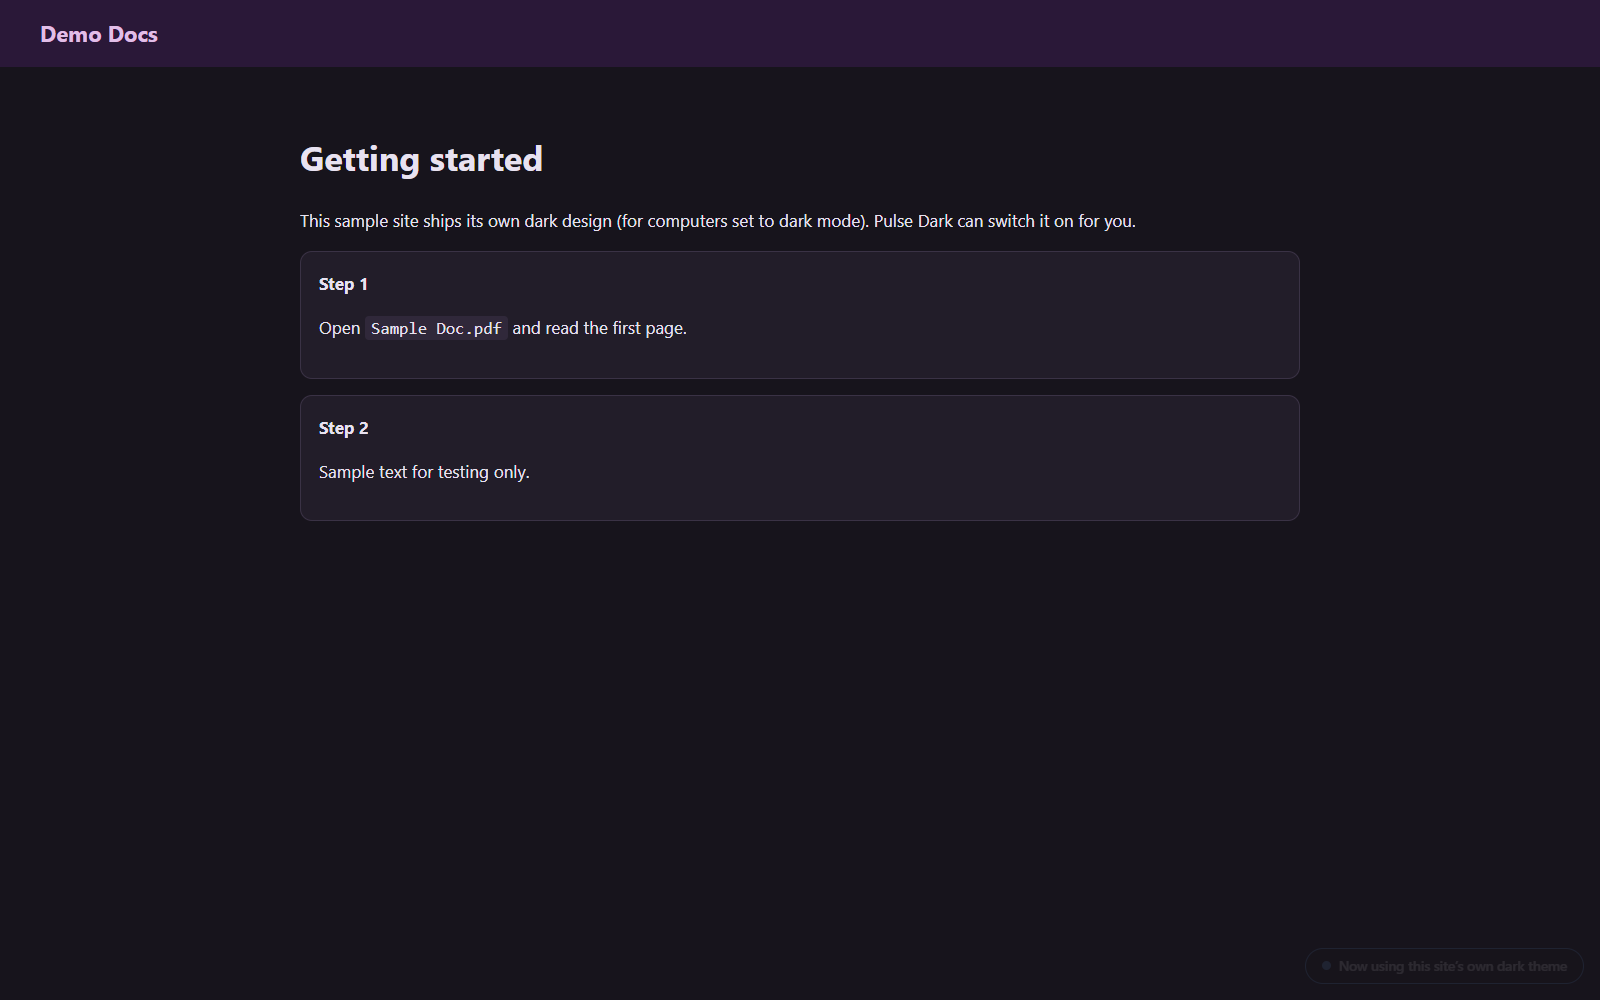 Demo Docs
Getting started
This sample site ships its own dark design (for computers set to dark mode). Pulse Dark can switch it on for you.
Step 1
Open Sample Doc.pdf and read the first page.
Step 2
Sample text for testing only.
Now using this site's own dark theme